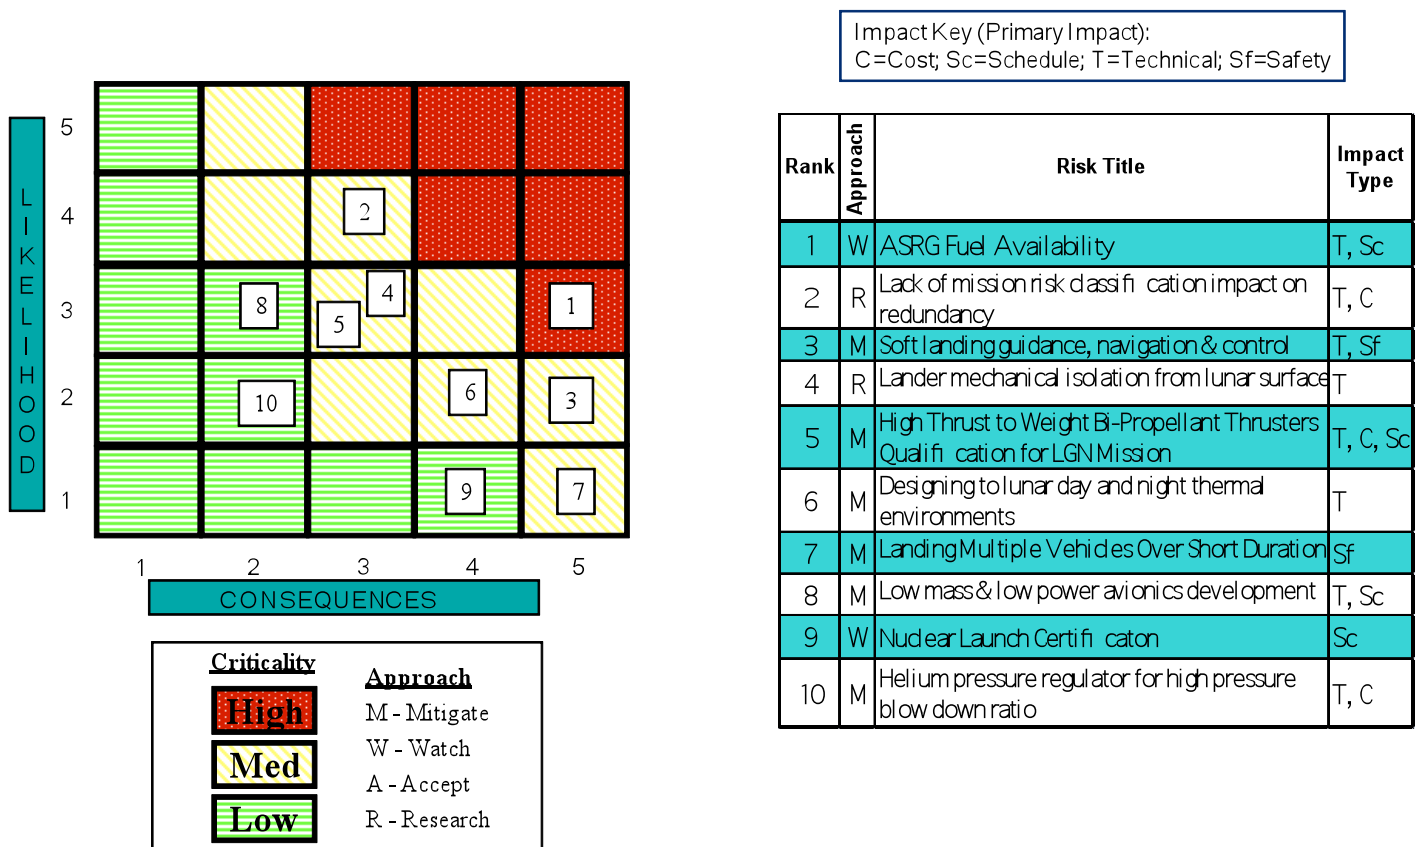 Impact Key (Primary Impact):
C=Cost; Sc=Schedule; T=Technical; Sf=Safety
LIKELIHOOD
5
4
3
2
1
2
8
5
4
1
10
6
3
9
7
1
2
3
4
5
CONSEQUENCES
Criticality
High
Med
Low
Approach
M - Mitigate
W - Watch
A - Accept
R - Research
Rank Approach Risk Title Impact Type
1 W ASRG Fuel Availability T, Sc
2 R Lack of mission risk classifi cation impact on
redundancy T, C
3 M Soft landing guidance, navigation & control T, Sf
4 R Lander mechanical isolation from lunar surface T
5 M High Thrust to Weight Bi-Propellant Thrusters
Qualifi cation for LGN Mission T, C, Sc
6 M Designing to lunar day and night thermal
environments T
7 M Landing Multiple Vehicles Over Short Duration Sf
8 M Low mass & low power avionics development T, Sc
9 W Nuclear Launch Certifi caton Sc
10 M Helium pressure regulator for high pressure
blow down ratio T, C